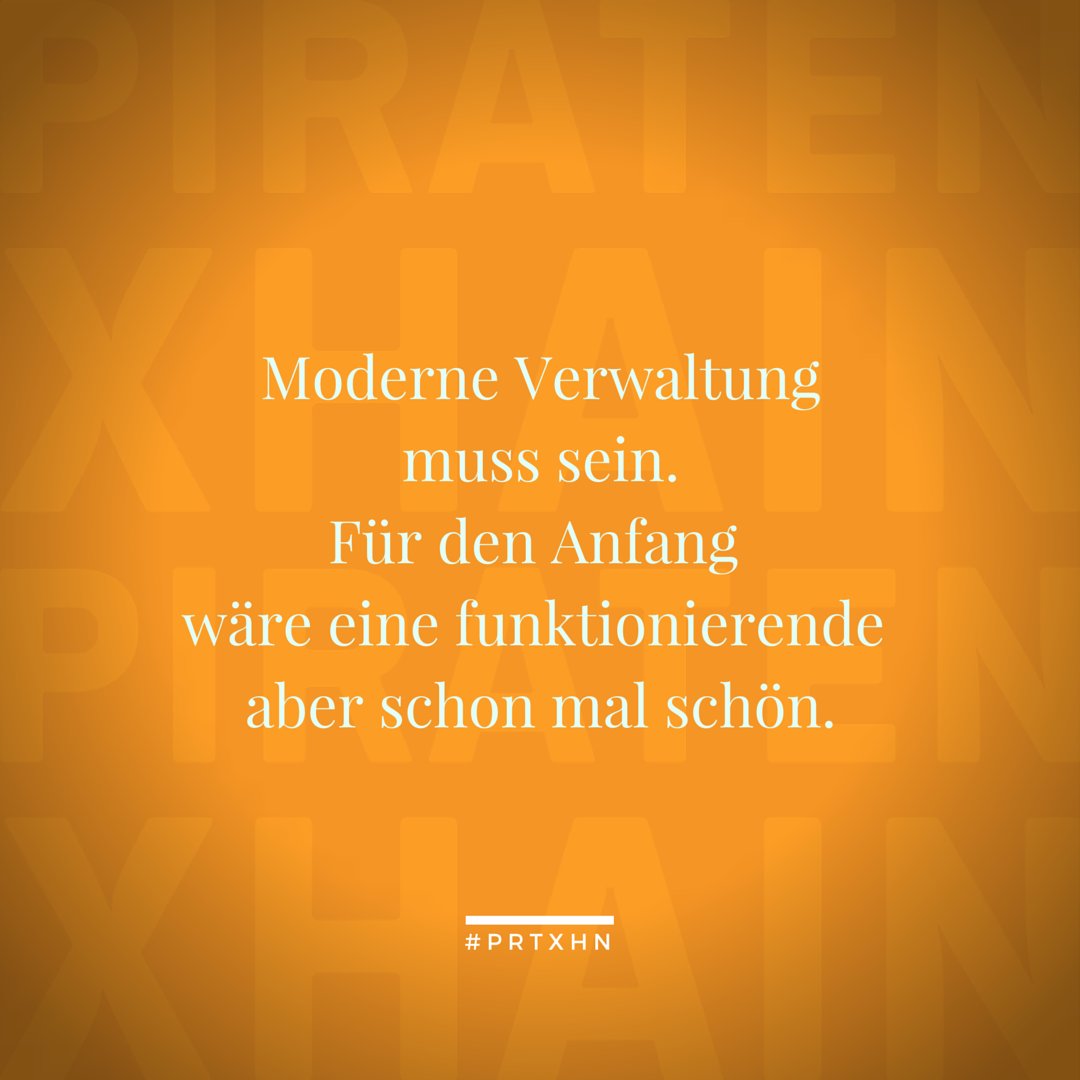 PIRATEN
XHAIN
Moderne Verwaltung
muss sein.
Für den Anfang
wäre eine funktionierende
aber schon mal schön.
PIRATEN
XHAIN
#PRTXHN